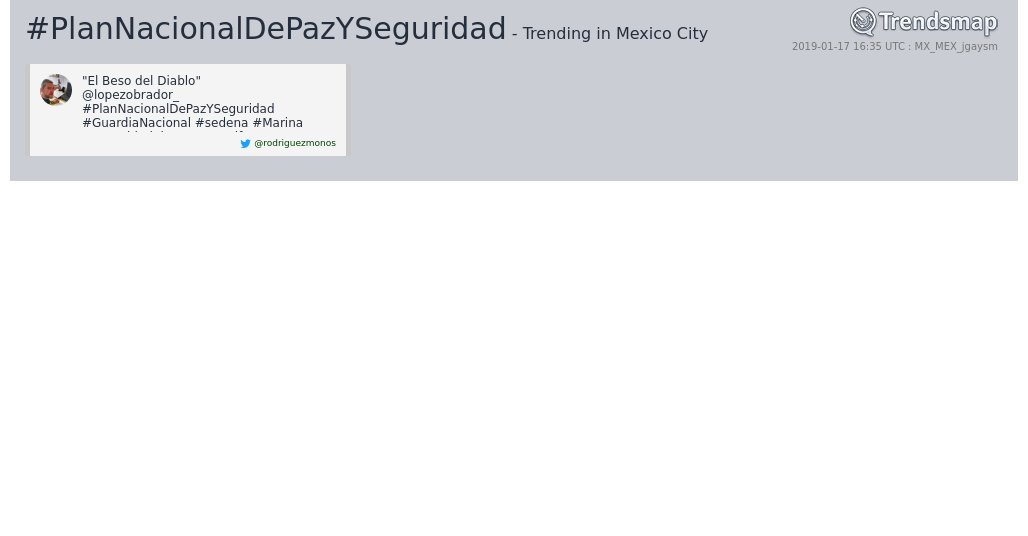 #PlanNacionalDePazYSeguridad - Trending in Mexico City
Trendsmap
2019-01-17 16:35 UTC : MX_MEX_jgaysm
"El Beso del Diablo"
@lopezobrador_
#PlanNacionalDePazYSeguridad
#GuardiaNacional #sedena #Marina
@rodriguezmonos